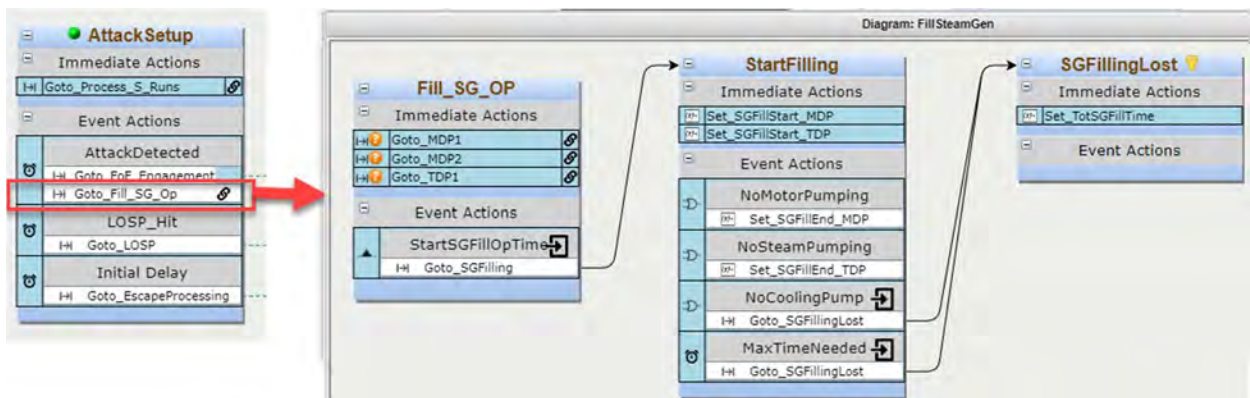 AttackSetup
Immediate Actions
Goto_Process_S_Runs
Event Actions
AttackDetected
Goto_FoF_Engagement
Goto_Fill_SG_Op
LOSP_Hit
Goto_LOSP
Initial Delay
Goto_EscapeProcessing
Diagram: FillSteamGen
Fill_SG_OP
Immediate Actions
Goto_MDP1
Goto_MDP2
Goto_TDP1
Event Actions
StartSGFillOpTime
Goto_SGFilling
StartFilling
Immediate Actions
Set_SGFillStart_MDP
Set_SGFillStart_TDP
Event Actions
NoMotorPumping
Set_SGFillEnd_MDP
NoSteamPumping
Set_SGFillEnd_TDP
NoCoolingPump
Goto_SGFillingLost
MaxTimeNeeded
Goto_SGFillingLost
SGFillingLost
Immediate Actions
Set_TotSGFillTime
Event Actions